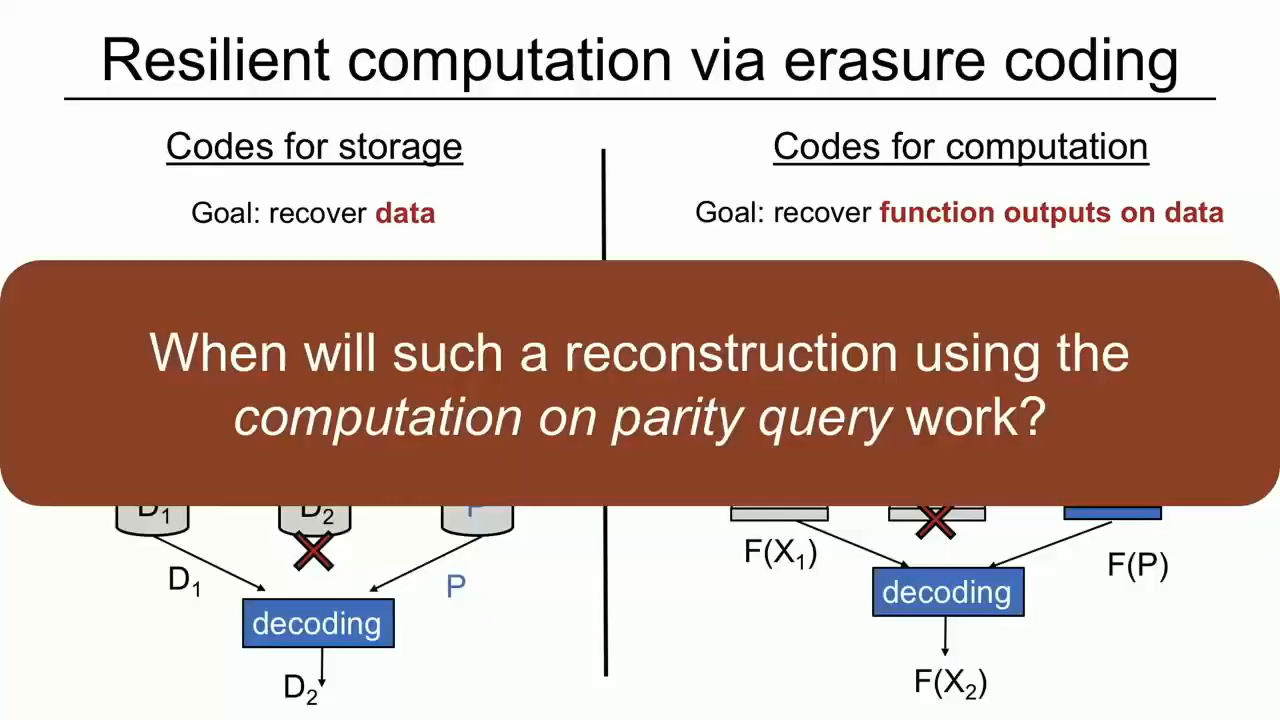 Resilient computation via erasure coding
Codes for storage
Goal: recover data
Codes for computation
Goal: recover function outputs on data
When will such a reconstruction using the
computation on parity query work?
D₁
D₂
P
D₁
P
decoding
D₂
F(X₁)
F(P)
decoding
F(X₂)